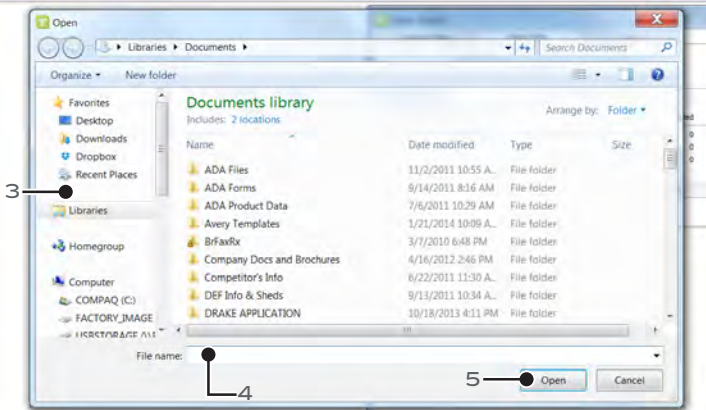 Open
Libraries ▸ Documents ▸
Search Documents
Organize New folder
Favorites
Desktop
Downloads
Dropbox
Recent Places
3
Libraries
Homegroup
Computer
COMPAQ (C:)
FACTORY_IMAGE
Documents library
Includes: 2 locations
Arrange by: Folder
Name Date modified Type Size
ADA Files 11/2/2011 10:55 A... File folder
ADA Forms 9/14/2011 8:16 AM File folder
ADA Product Data 7/6/2011 10:29 AM File folder
Avery Templates 1/21/2014 10:09 A... File folder
BrFaxRx 3/7/2010 6:48 PM File folder
Company Docs and Brochures 4/16/2012 2:46 PM File folder
Competitor's Info 6/22/2011 11:30 A... File folder
DEF Info & Sheds 9/13/2011 10:34 A... File folder
DRAKE APPLICATION 10/18/2013 4:11 PM File folder
File name:
4
5 Open Cancel